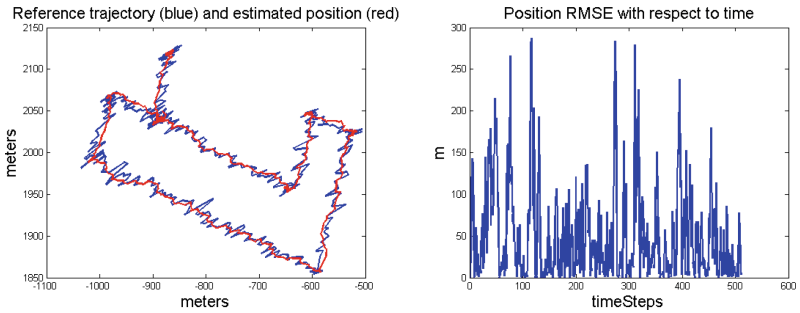 Reference trajectory (blue) and estimated position (red)
2150
2100
2050
2000
1950
1900
1850
meters
-1100 -1000 -900 -800 -700 -600 -500
meters
Position RMSE with respect to time
300
250
200
150
100
50
0
m
0 100 200 300 400 500 600
timeSteps